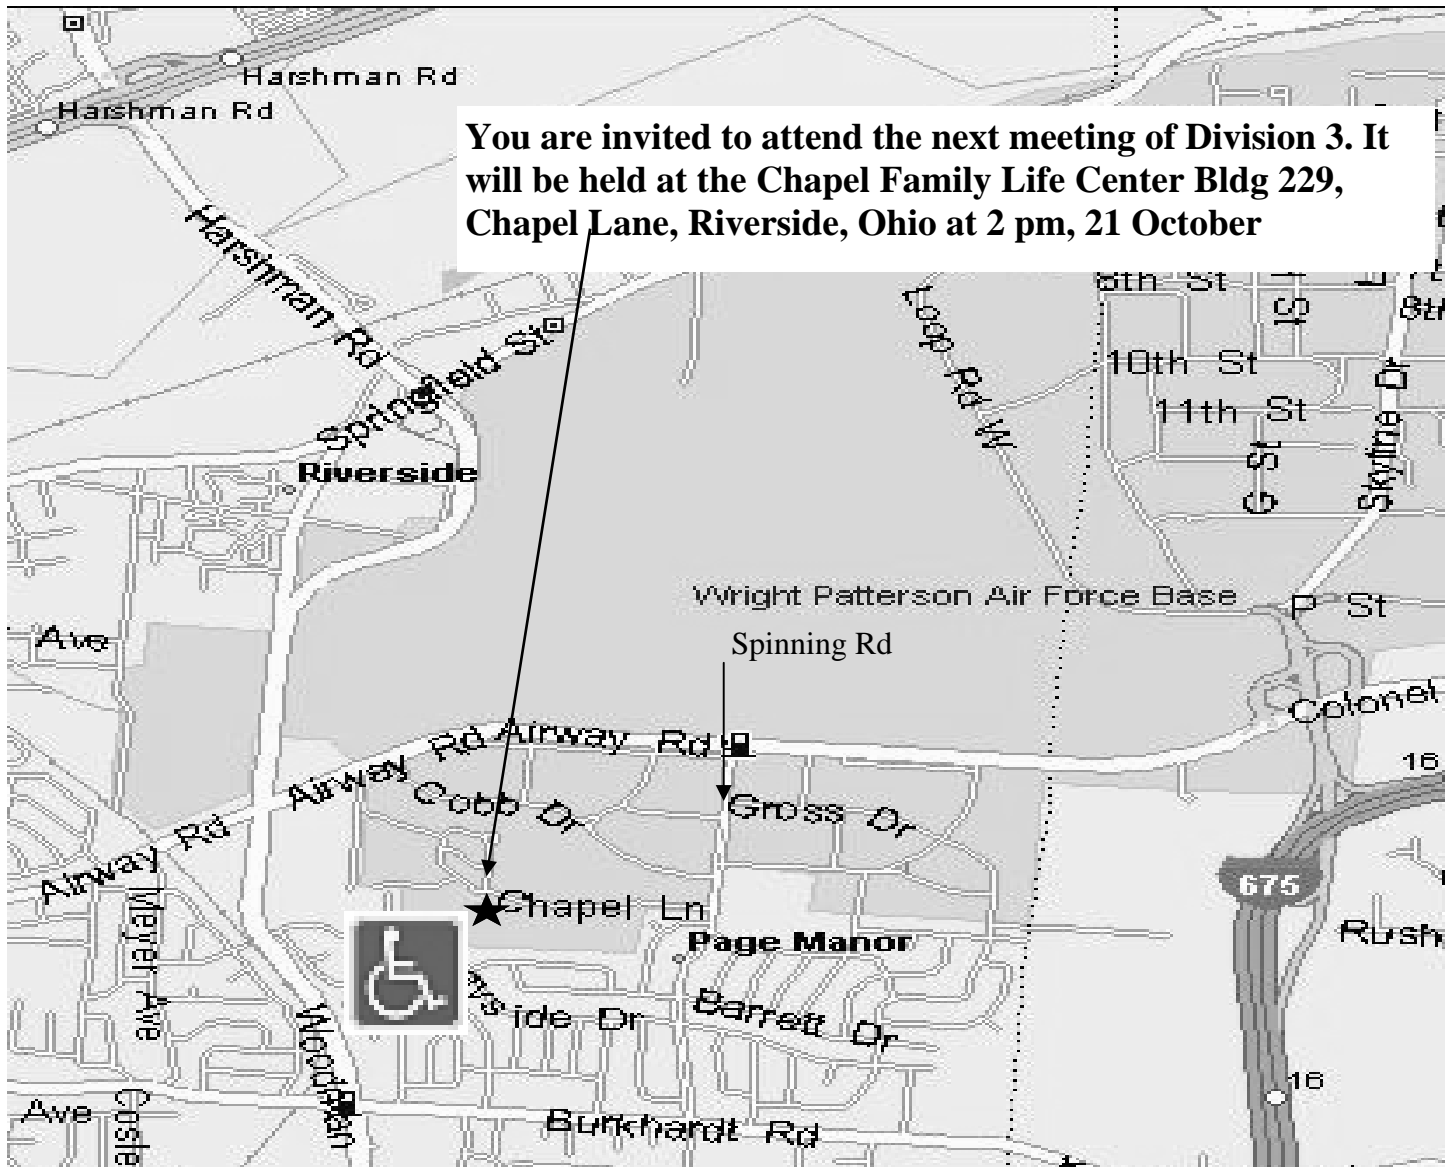 Harshman Rd
Harshman Rd
You are invited to attend the next meeting of Division 3. It
will be held at the Chapel Family Life Center Bldg 229,
Chapel Lane, Riverside, Ohio at 2 pm, 21 October
Harshman Rd
Springfield St
Riverside
Loop Rd W
10th St
11th St
G St
Skyline Dr
Wright Patterson Air Force Base
P St
Spinning Rd
Ave
Colonel
Airway Rd
Airway Rd
Airway Rd
16
Cobb Dr
Gross Dr
675
Chapel Ln
Page Manor
Meyer Ave
Rush
ide Dr
Barrett Dr
Woodman
16
Ave
Burkhardt Rd